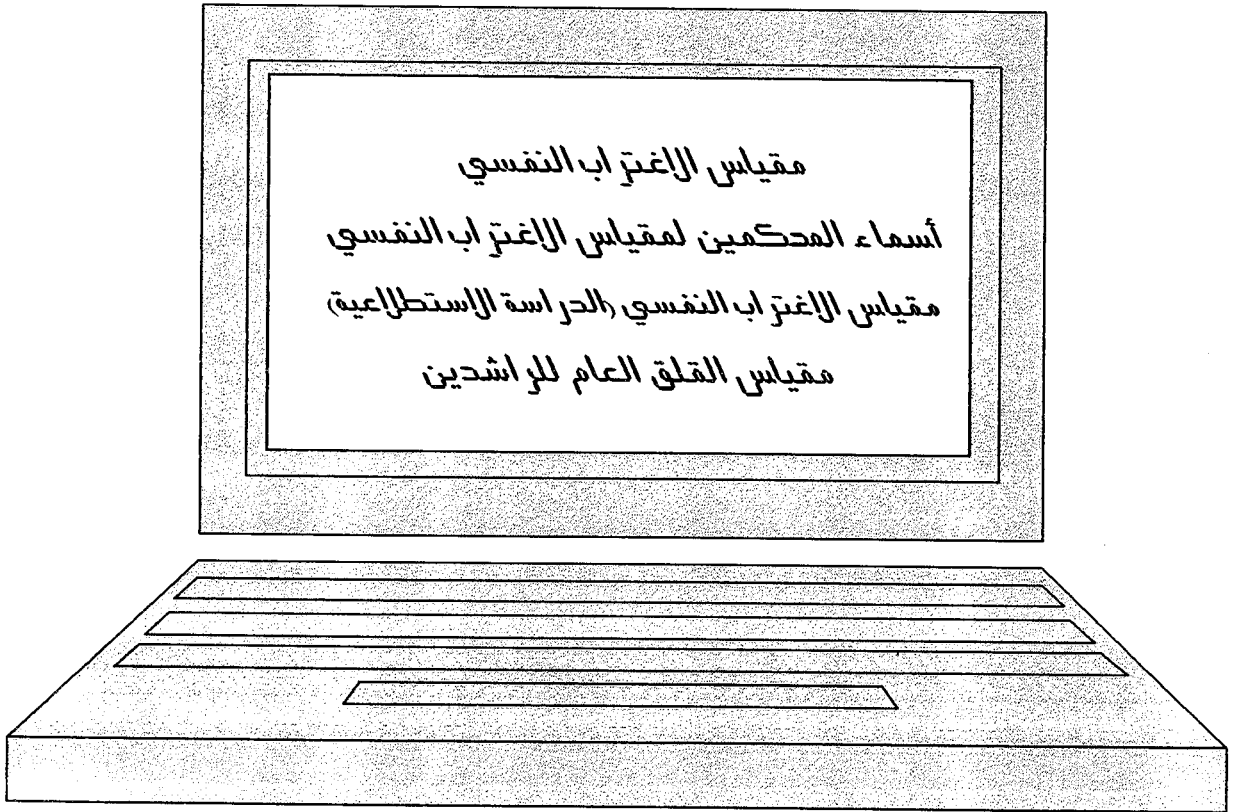 مقياس الاغتراب النفسي
أسماء المحكمين لمقياس الاغتراب النفسي
مقياس الاغتراب النفسي (الدراسة الاستطلاعية)
مقياس القلق العام للراشدين